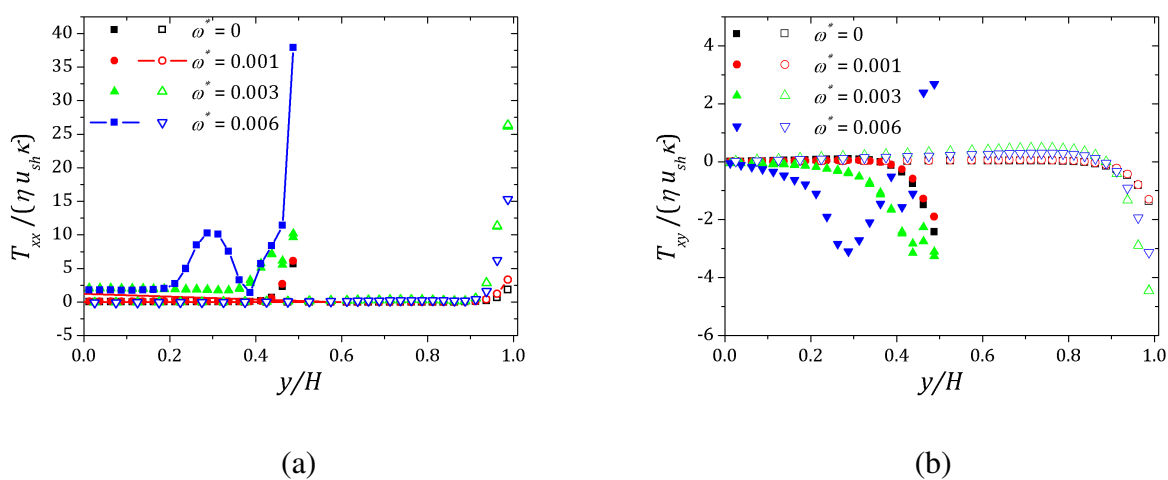 40
35
30
25
20
15
10
5
0
-5
T_xx /(η u_sh κ)
ω* = 0
ω* = 0.001
ω* = 0.003
ω* = 0.006
0.0 0.2 0.4 0.6 0.8 1.0
y/H
(a)
4
2
0
-2
-4
-6
T_xy /(η u_sh κ)
ω* = 0
ω* = 0.001
ω* = 0.003
ω* = 0.006
0.0 0.2 0.4 0.6 0.8 1.0
y/H
(b)